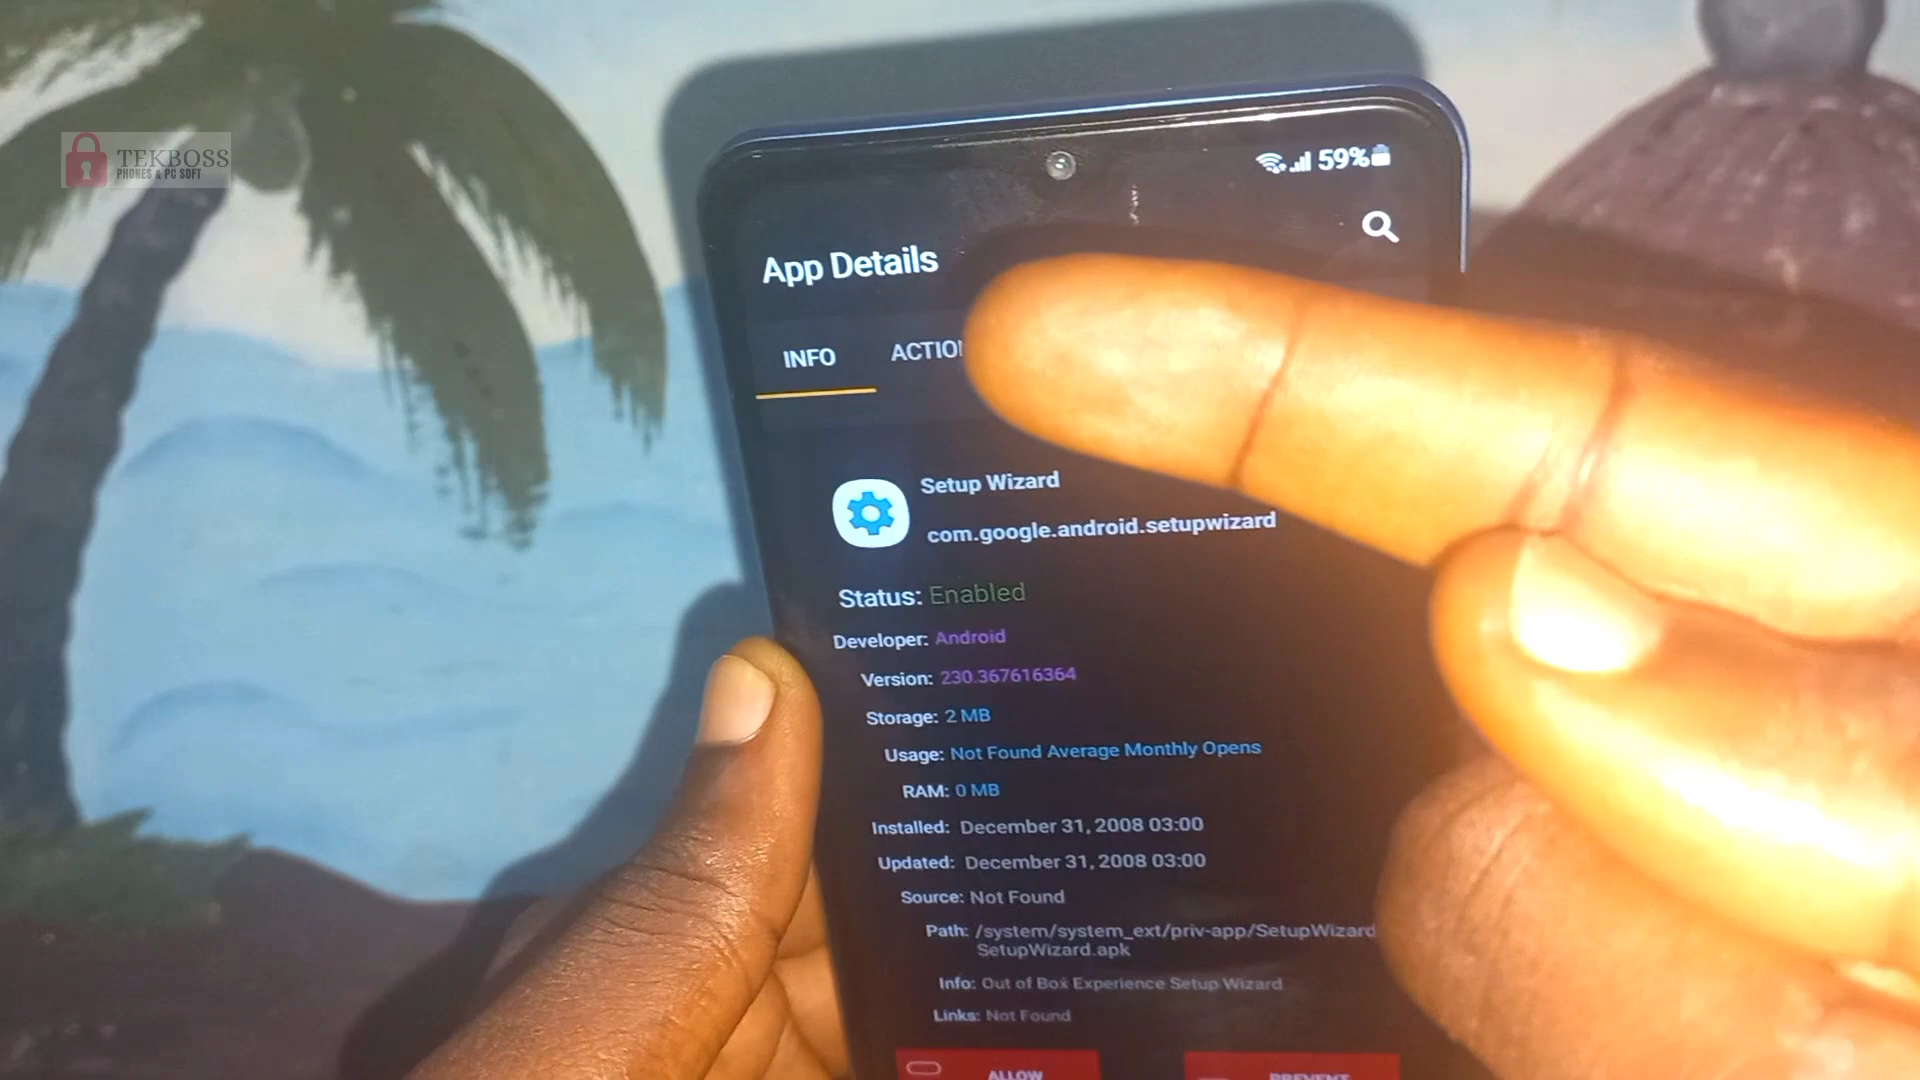 TEKBOSS
PHONES & PC SOFT
59%
App Details
INFO
ACTION
Setup Wizard
com.google.android.setupwizard
Status: Enabled
Developer: Android
Version: 230.367616364
Storage: 2 MB
Usage: Not Found Average Monthly Opens
RAM: 0 MB
Installed: December 31, 2008 03:00
Updated: December 31, 2008 03:00
Source: Not Found
Path: /system/system_ext/priv-app/SetupWizard
SetupWizard.apk
Info: Out of Box Experience Setup Wizard
Links: Not Found
ALLOW
PREVENT